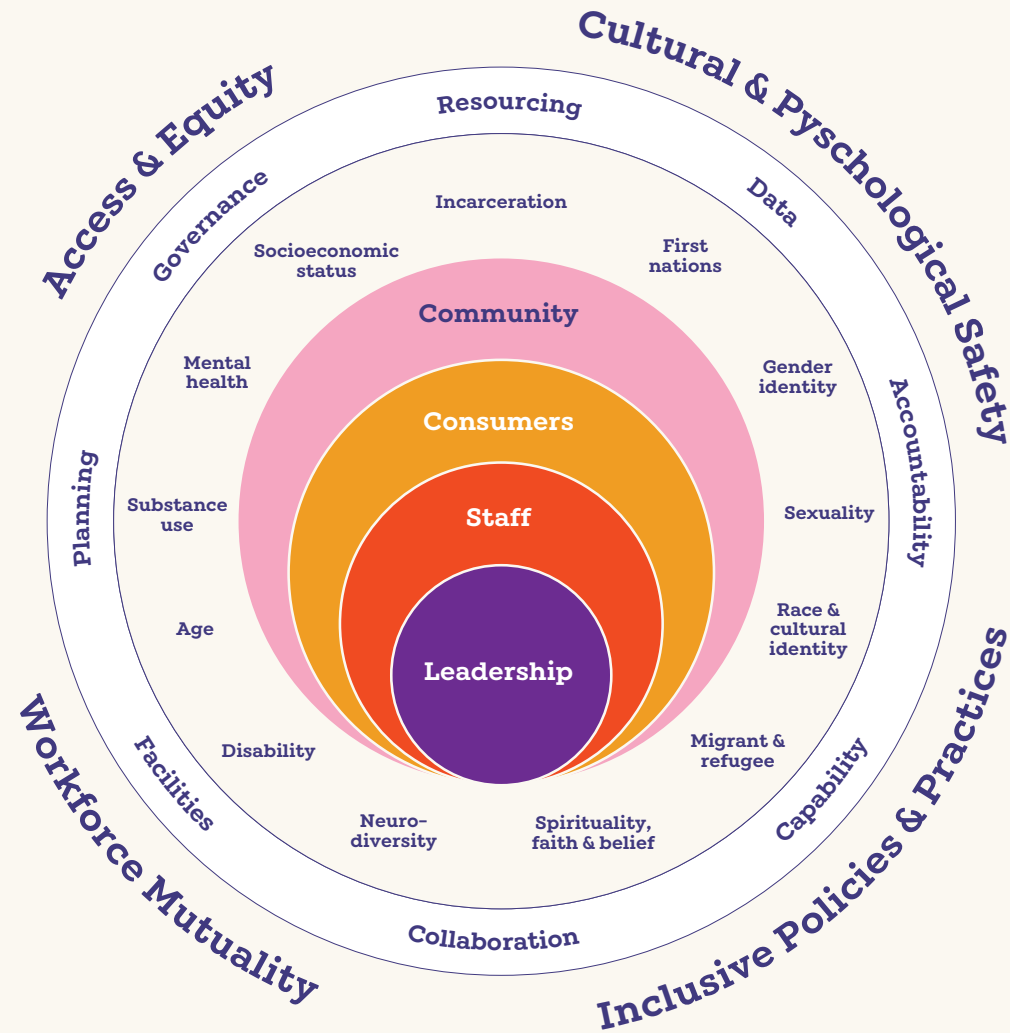 Access & Equity
Cultural & Pyschological Safety
Inclusive Policies & Practices
Workforce Mutuality
Resourcing
Data
Accountability
Capability
Collaboration
Facilities
Planning
Governance
Incarceration
First
nations
Gender
identity
Sexuality
Race &
cultural
identity
Migrant &
refugee
Spirituality,
faith & belief
Neuro-
diversity
Disability
Age
Substance
use
Mental
health
Socioeconomic
status
Community
Consumers
Staff
Leadership